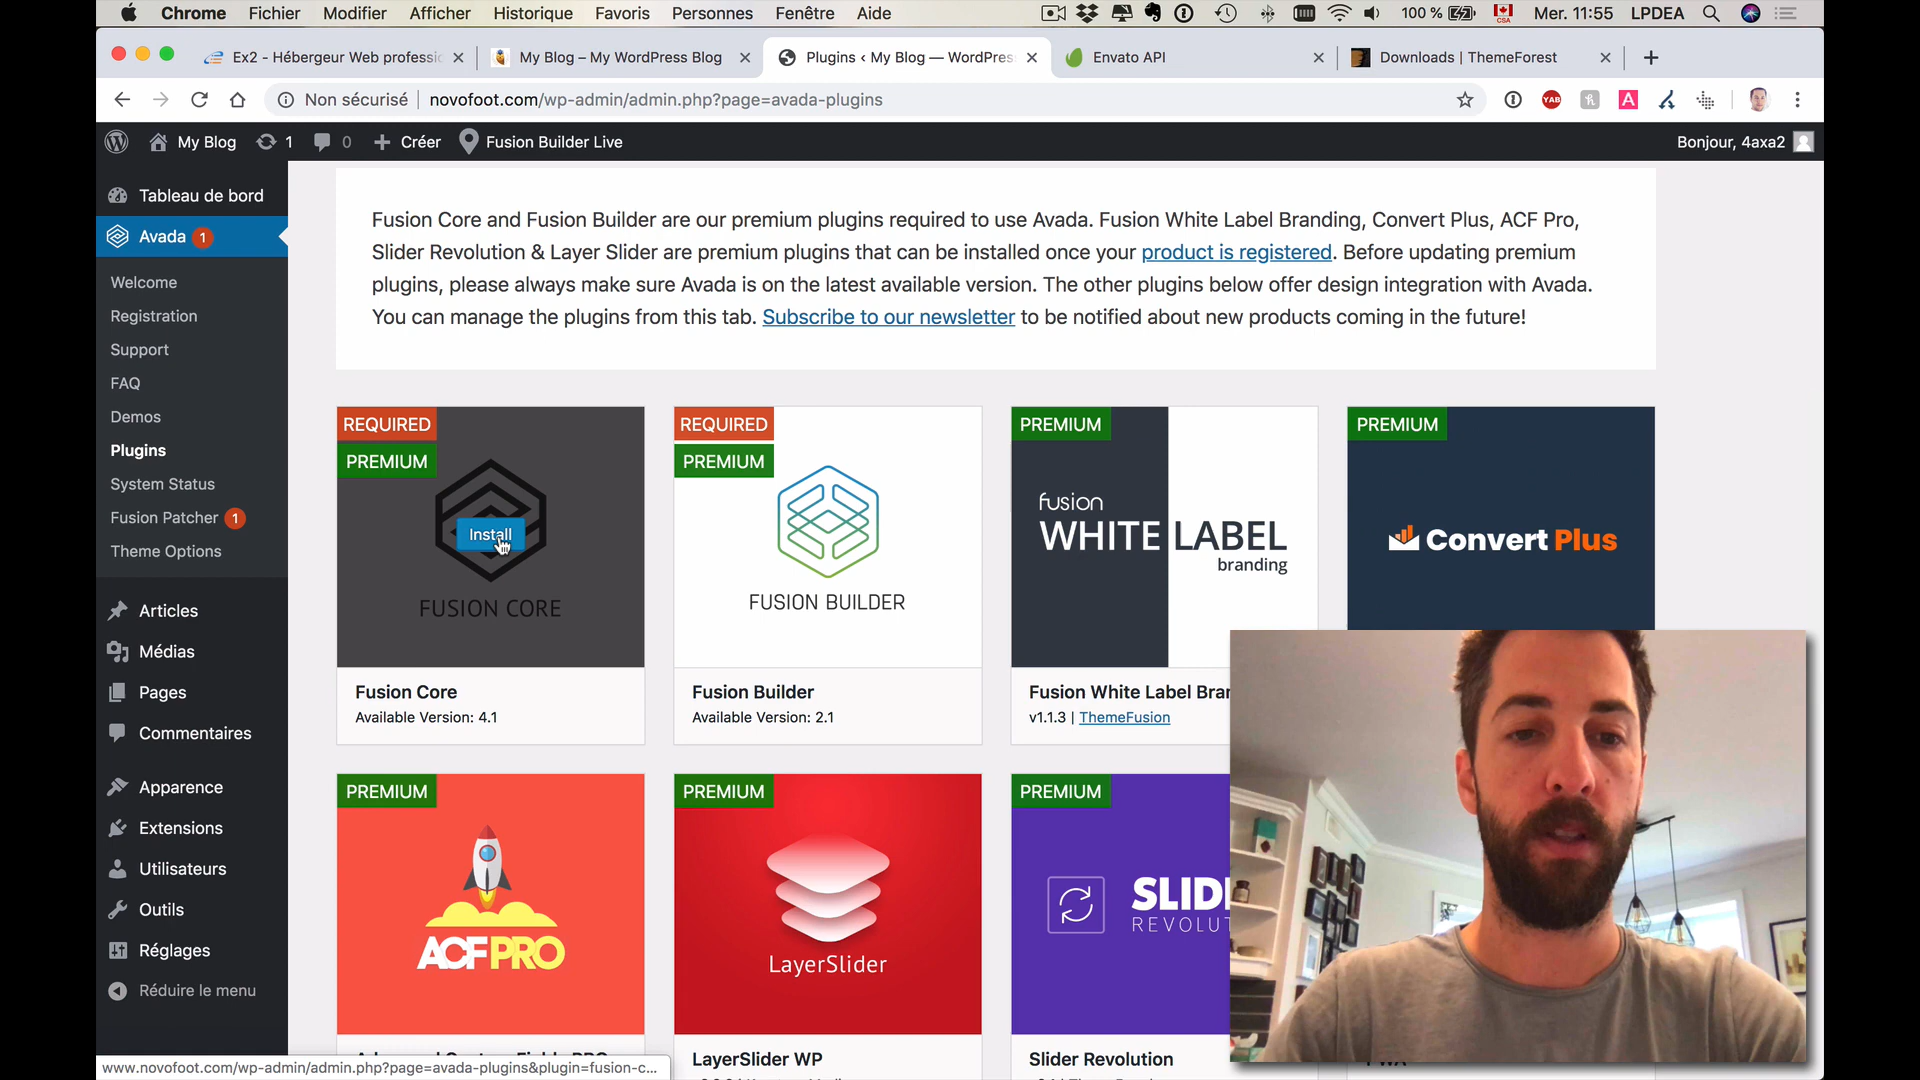 Chrome Fichier Modifier Afficher Historique Favoris Personnes Fenêtre Aide 100 % CSA Mer. 11:55 LPDEA
Ex2 - Hébergeur Web professi
My Blog – My WordPress Blog
Plugins ‹ My Blog — WordPres
Envato API
Downloads | ThemeForest
Non sécurisé novofoot.com/wp-admin/admin.php?page=avada-plugins
YAB
A
My Blog 1 0 Créer Fusion Builder Live
Bonjour, 4axa2
Tableau de bord
Avada 1
Welcome
Registration
Support
FAQ
Demos
Plugins
System Status
Fusion Patcher 1
Theme Options
Articles
Médias
Pages
Commentaires
Apparence
Extensions
Utilisateurs
Outils
Réglages
Réduire le menu
Fusion Core and Fusion Builder are our premium plugins required to use Avada. Fusion White Label Branding, Convert Plus, ACF Pro,
Slider Revolution & Layer Slider are premium plugins that can be installed once your product is registered. Before updating premium
plugins, please always make sure Avada is on the latest available version. The other plugins below offer design integration with Avada.
You can manage the plugins from this tab. Subscribe to our newsletter to be notified about new products coming in the future!
REQUIRED
PREMIUM
Install
FUSION CORE
Fusion Core
Available Version: 4.1
REQUIRED
PREMIUM
FUSION BUILDER
Fusion Builder
Available Version: 2.1
PREMIUM
fusion
WHITE LABEL
branding
Fusion White Label Bran
v1.1.3 | ThemeFusion
PREMIUM
Convert Plus
PREMIUM
ACF PRO
PREMIUM
LayerSlider
LayerSlider WP
PREMIUM
SLID
REVOLUT
Slider Revolution
www.novofoot.com/wp-admin/admin.php?page=avada-plugins&plugin=fusion-c...